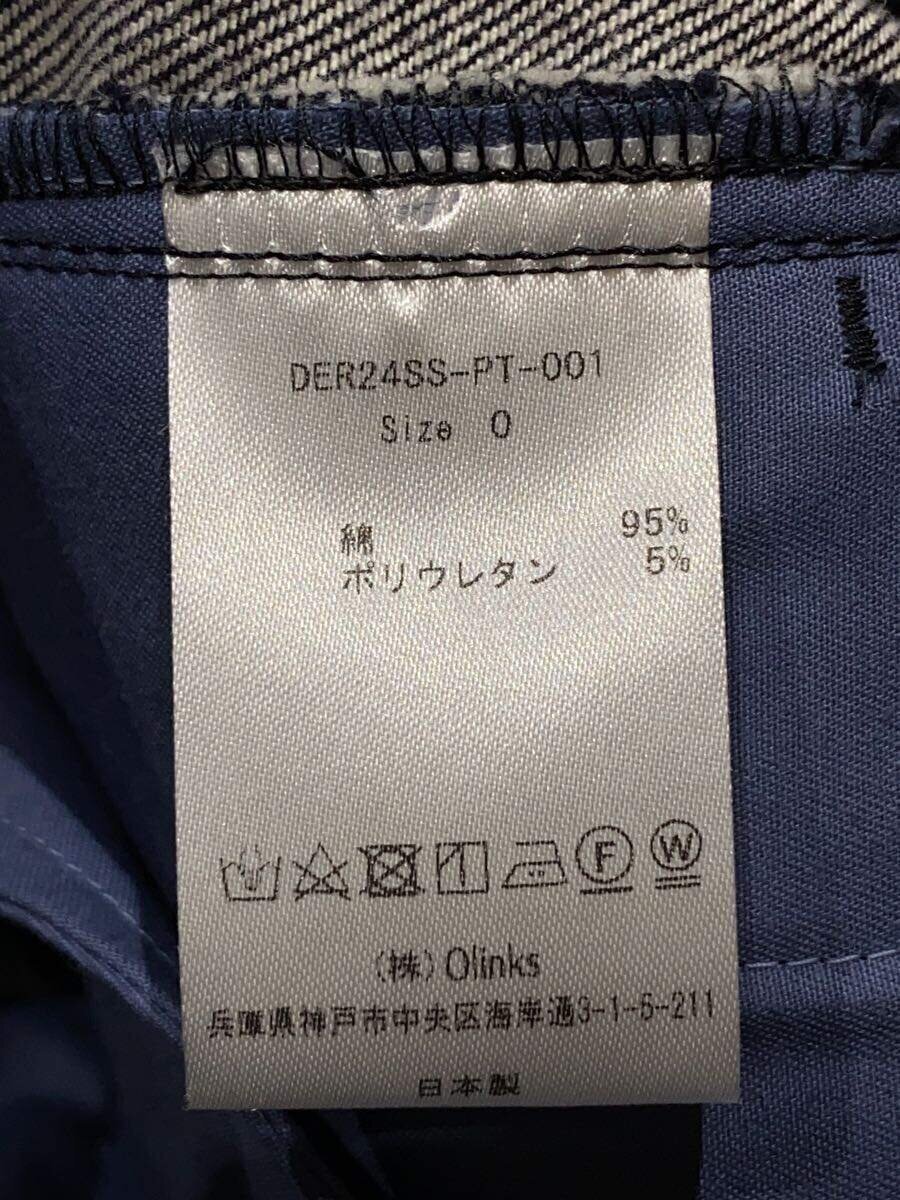 DER24SS-PT-001
Size 0
綿 95%
ポリウレタン 5%
F W
(株) Olinks
兵庫県神戸市中央区海岸通3-1-5-211
日本製